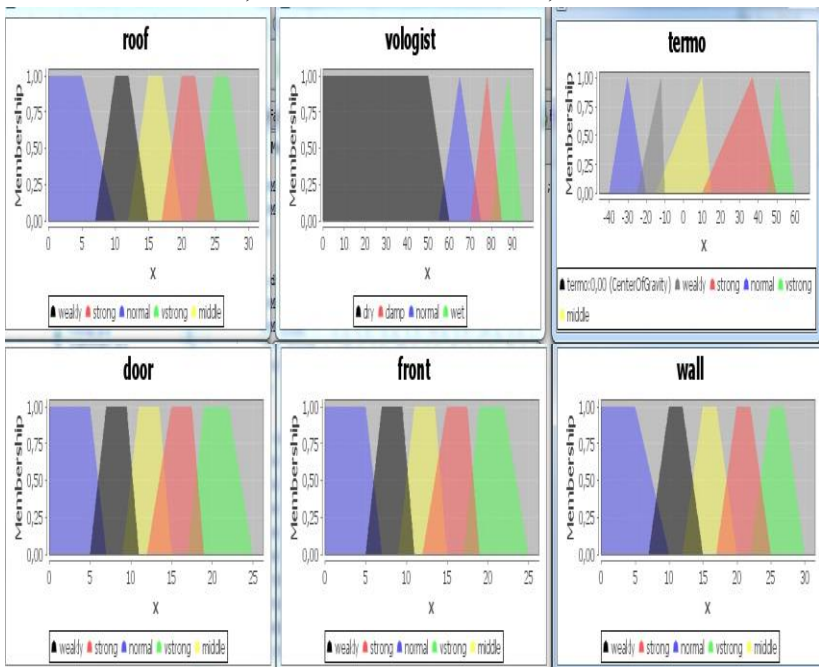 roof
Membership
1,00
0,75
0,50
0,25
0,00
0 5 10 15 20 25 30
X
weakly strong normal vstrong middle
vologist
Membership
1,00
0,75
0,50
0,25
0,00
0 10 20 30 40 50 60 70 80 90
X
dry damp normal wet
termo
Membership
1,00
0,75
0,50
0,25
0,00
-40 -30 -20 -10 0 10 20 30 40 50 60
X
termo:0,00 (CenterOfGravity) weakly strong normal vstrong
middle
door
Membership
1,00
0,75
0,50
0,25
0,00
0 5 10 15 20 25
X
weakly strong normal vstrong middle
front
Membership
1,00
0,75
0,50
0,25
0,00
0 5 10 15 20 25
X
weakly strong normal vstrong middle
wall
Membership
1,00
0,75
0,50
0,25
0,00
0 5 10 15 20 25 30
X
weakly strong normal vstrong middle